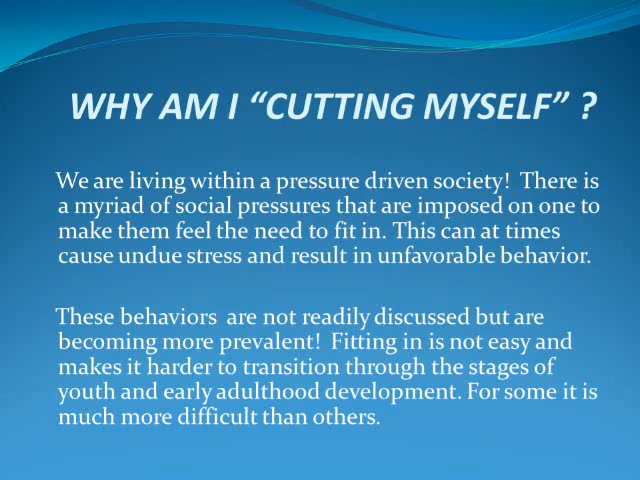 WHY AM I “CUTTING MYSELF” ?
We are living within a pressure driven society!  There is
a myriad of social pressures that are imposed on one to
make them feel the need to fit in. This can at times
cause undue stress and result in unfavorable behavior.
These behaviors  are not readily discussed but are
becoming more prevalent!  Fitting in is not easy and
makes it harder to transition through the stages of
youth and early adulthood development. For some it is
much more difficult than others.